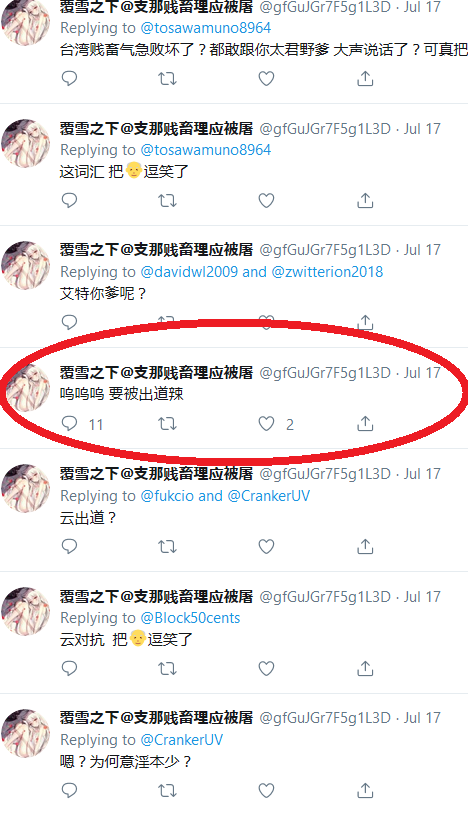 覆雪之下@支那贱畜理应被屠 @gfGuJGr7F5g1L3D · Jul 17
Replying to @tosawamuno8964
台湾贱畜气急败坏了？都敢跟你太君野爹 大声说话了？可真把
覆雪之下@支那贱畜理应被屠 @gfGuJGr7F5g1L3D · Jul 17
Replying to @tosawamuno8964
这词汇 把👴逗笑了
覆雪之下@支那贱畜理应被屠 @gfGuJGr7F5g1L3D · Jul 17
Replying to @davidwl2009 and @zwitterion2018
艾特你爹呢？
覆雪之下@支那贱畜理应被屠 @gfGuJGr7F5g1L3D · Jul 17
呜呜呜 要被出道辣
11 2
覆雪之下@支那贱畜理应被屠 @gfGuJGr7F5g1L3D · Jul 17
Replying to @fukcio and @CrankerUV
云出道？
覆雪之下@支那贱畜理应被屠 @gfGuJGr7F5g1L3D · Jul 17
Replying to @Block50cents
云对抗 把👴逗笑了
覆雪之下@支那贱畜理应被屠 @gfGuJGr7F5g1L3D · Jul 17
Replying to @CrankerUV
嗯？为何意淫本少？